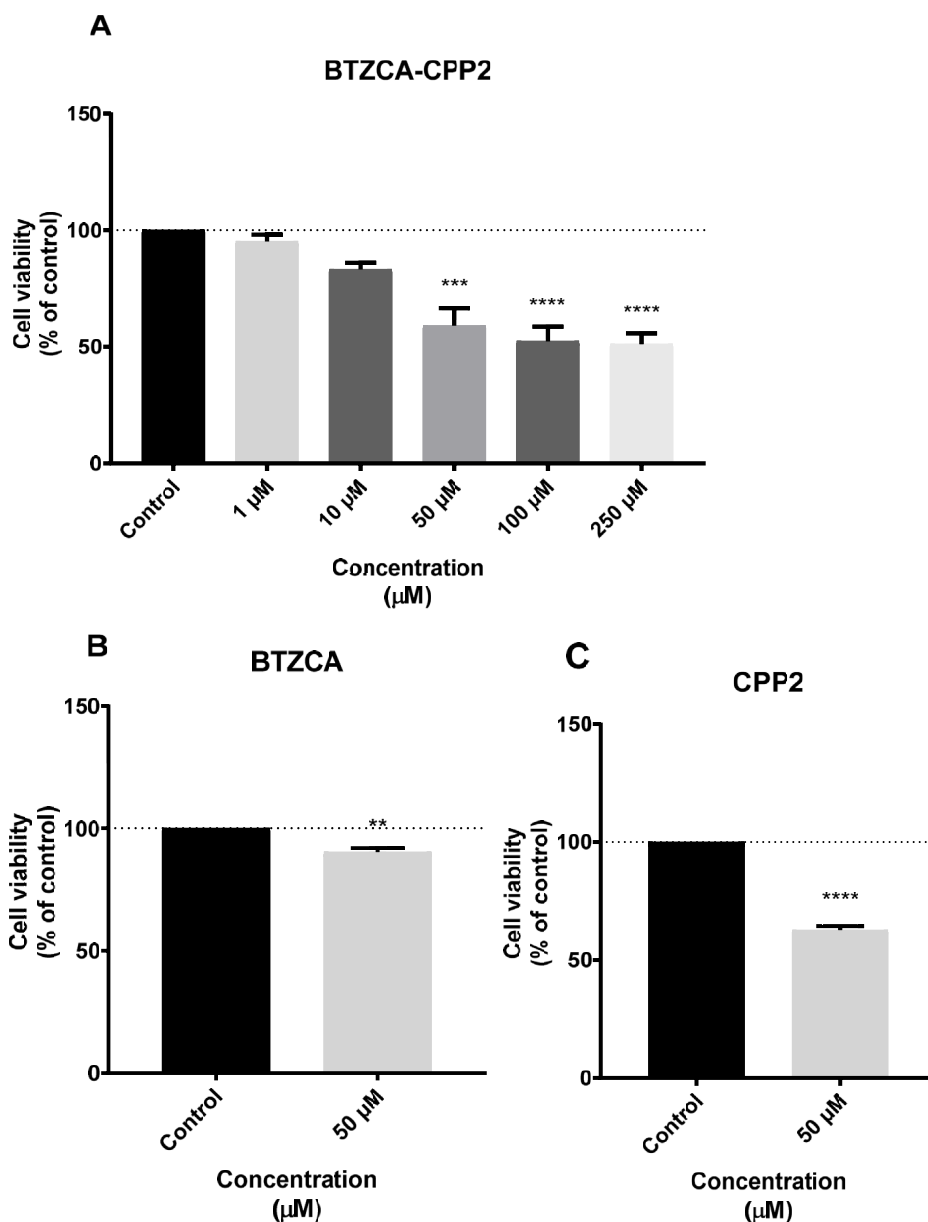 A
BTZCA-CPP2
150
100
50
0
Cell viability
(% of control)
***
****
****
Control
1 µM
10 µM
50 µM
100 µM
250 µM
Concentration
(µM)
B
BTZCA
150
100
50
0
Cell viability
(% of control)
**
Control
50 µM
Concentration
(µM)
C
CPP2
150
100
50
0
Cell viability
(% of control)
****
Control
50 µM
Concentration
(µM)